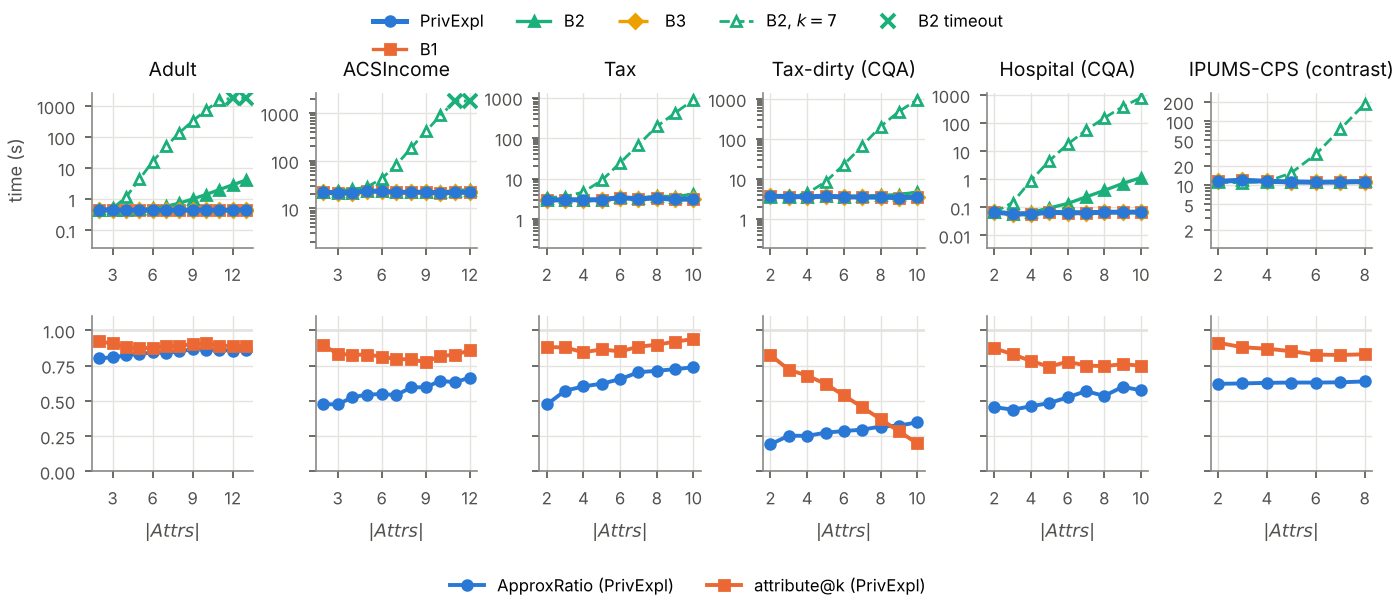 PrivExpl B2 B3 B2, k = 7 B2 timeout
B1
Adult ACSIncome Tax Tax-dirty (CQA) Hospital (CQA) IPUMS-CPS (contrast)
time (s)
1000 100 10 1 0.1
1000 100 10
1000 100 10 1
1000 100 10 1
1000 100 10 1 0.1 0.01
200 100 20 10 5 2
3 6 9 12 3 6 9 12 2 4 6 8 10 2 4 6 8 10 2 4 6 8 10 2 4 6 8
1.00
0.75
0.50
0.25
0.00
3 6 9 12 3 6 9 12 2 4 6 8 10 2 4 6 8 10 2 4 6 8 10 2 4 6 8
|Attrs| |Attrs| |Attrs| |Attrs| |Attrs| |Attrs|
ApproxRatio (PrivExpl) attribute@k (PrivExpl)